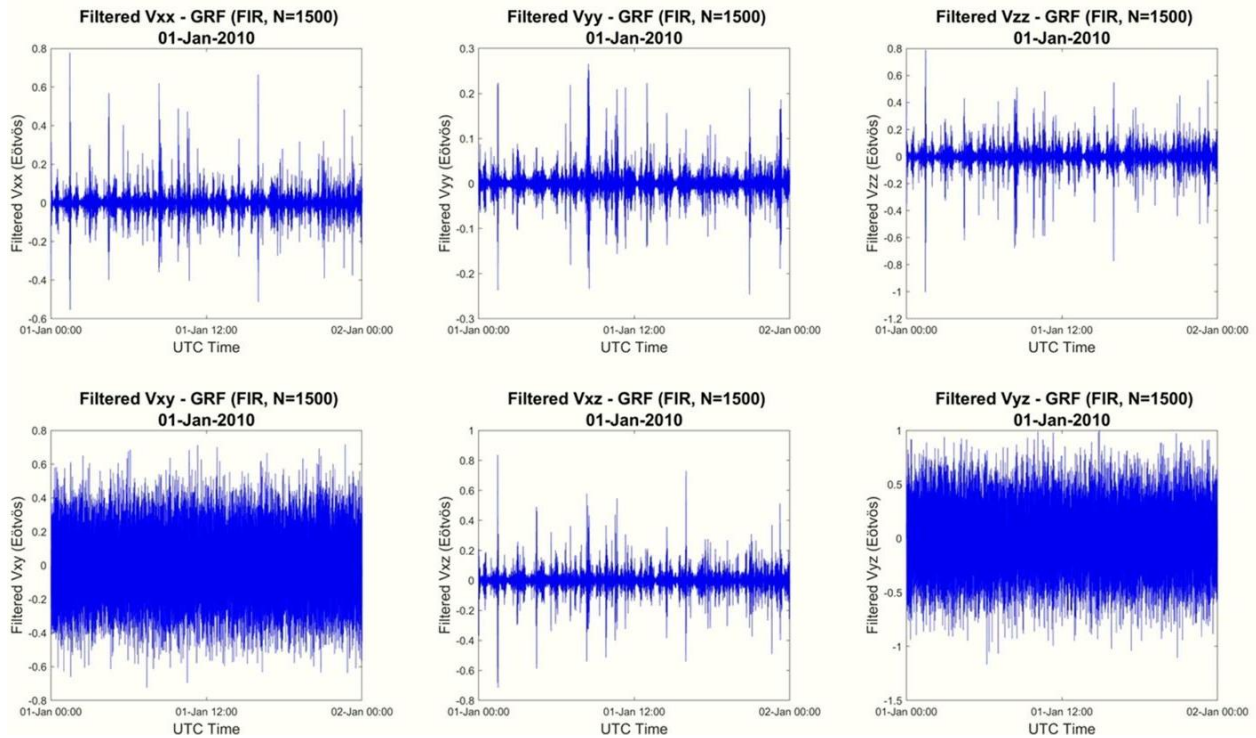 Filtered Vxx - GRF (FIR, N=1500)
01-Jan-2010
0.8
0.6
0.4
0.2
0
-0.2
-0.4
-0.6
Filtered Vxx (Eötvös)
01-Jan 00:00
01-Jan 12:00
02-Jan 00:00
UTC Time
Filtered Vyy - GRF (FIR, N=1500)
01-Jan-2010
0.3
0.2
0.1
0
-0.1
-0.2
-0.3
Filtered Vyy (Eötvös)
01-Jan 00:00
01-Jan 12:00
02-Jan 00:00
UTC Time
Filtered Vzz - GRF (FIR, N=1500)
01-Jan-2010
0.8
0.6
0.4
0.2
0
-0.2
-0.4
-0.6
-0.8
-1
-1.2
Filtered Vzz (Eötvös)
01-Jan 00:00
01-Jan 12:00
02-Jan 00:00
UTC Time
Filtered Vxy - GRF (FIR, N=1500)
01-Jan-2010
0.8
0.6
0.4
0.2
0
-0.2
-0.4
-0.6
-0.8
Filtered Vxy (Eötvös)
01-Jan 00:00
01-Jan 12:00
02-Jan 00:00
UTC Time
Filtered Vxz - GRF (FIR, N=1500)
01-Jan-2010
1
0.8
0.6
0.4
0.2
0
-0.2
-0.4
-0.6
-0.8
Filtered Vxz (Eötvös)
01-Jan 00:00
01-Jan 12:00
02-Jan 00:00
UTC Time
Filtered Vyz - GRF (FIR, N=1500)
01-Jan-2010
1
0.5
0
-0.5
-1
-1.5
Filtered Vyz (Eötvös)
01-Jan 00:00
01-Jan 12:00
02-Jan 00:00
UTC Time